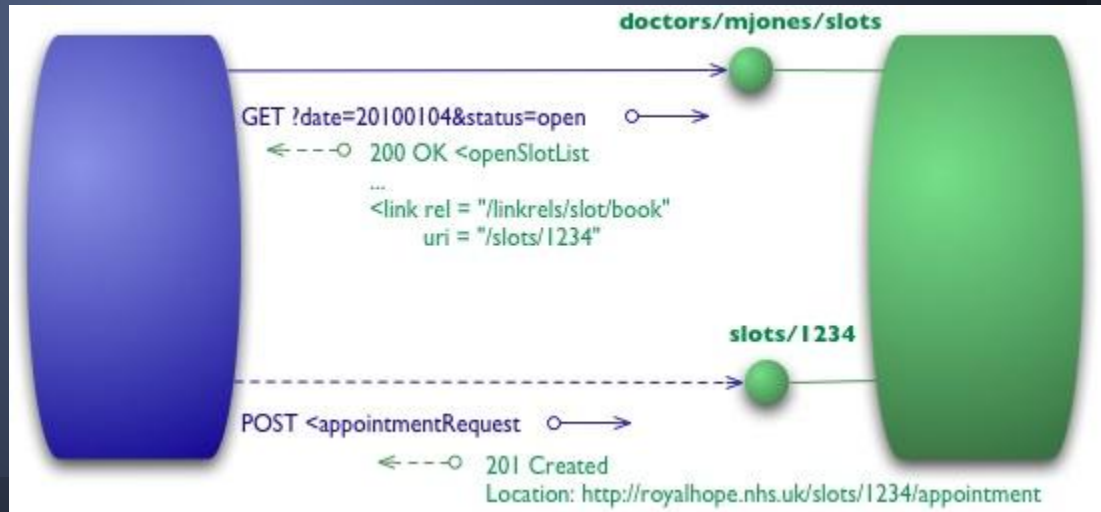 doctors/mjones/slots
GET ?date=20100104&status=open
200 OK <openSlotList
...
<link rel = "/linkrels/slot/book"
uri = "/slots/1234"
slots/1234
POST <appointmentRequest
201 Created
Location: http://royalhope.nhs.uk/slots/1234/appointment